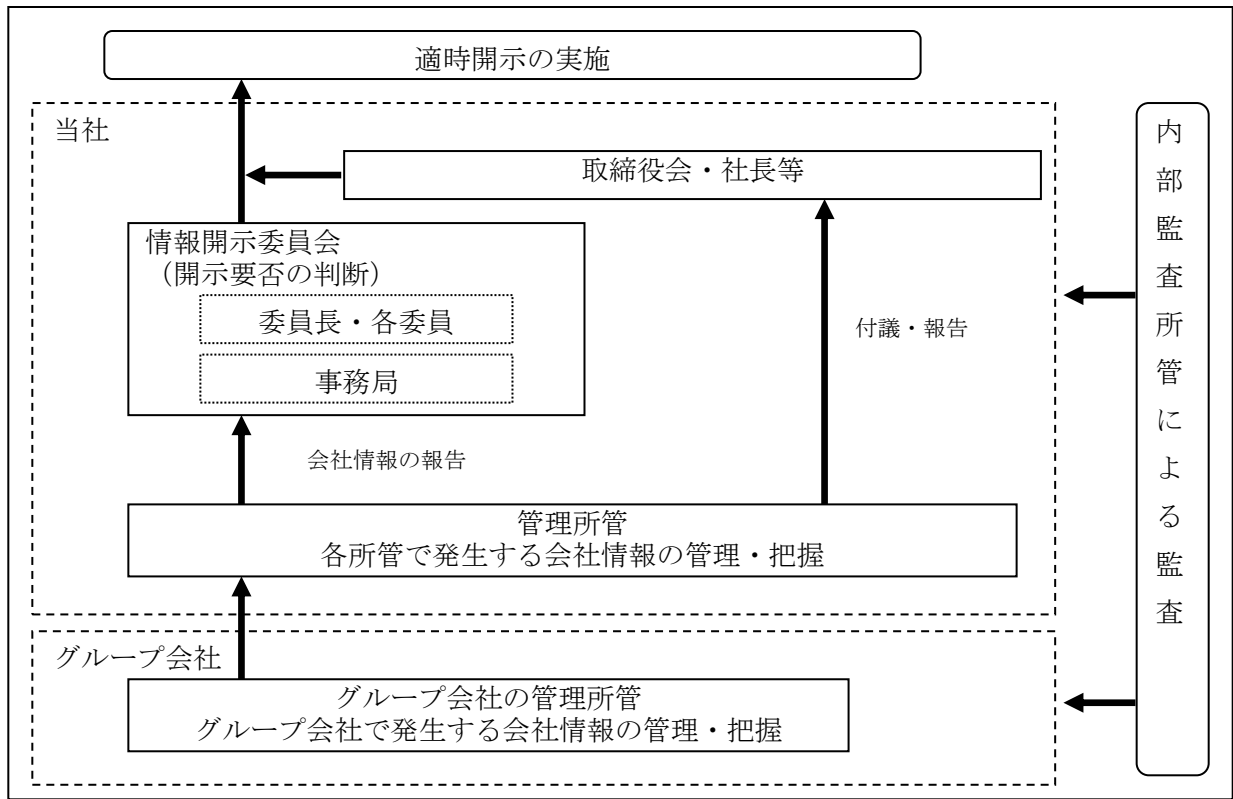 適時開示の実施
当社
取締役会・社長等
情報開示委員会
（開示要否の判断）
委員長・各委員
事務局
付議・報告
会社情報の報告
管理所管
各所管で発生する会社情報の管理・把握
グループ会社
グループ会社の管理所管
グループ会社で発生する会社情報の管理・把握
内部監査所管による監査